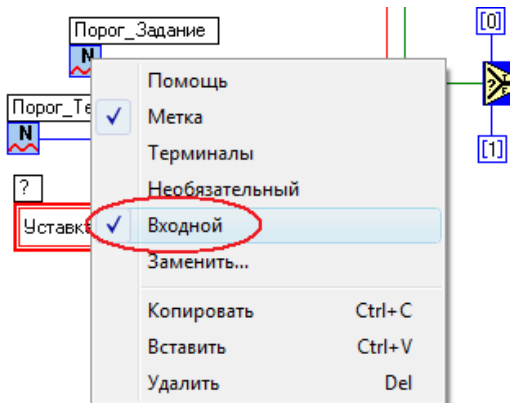 Порог_Задание
[0]
N
Помощь
Порог_Те
Метка
N
[1]
Терминалы
?
Необязательный
Уставк
Входной
Заменить...
Копировать Ctrl+C
Вставить Ctrl+V
Удалить Del